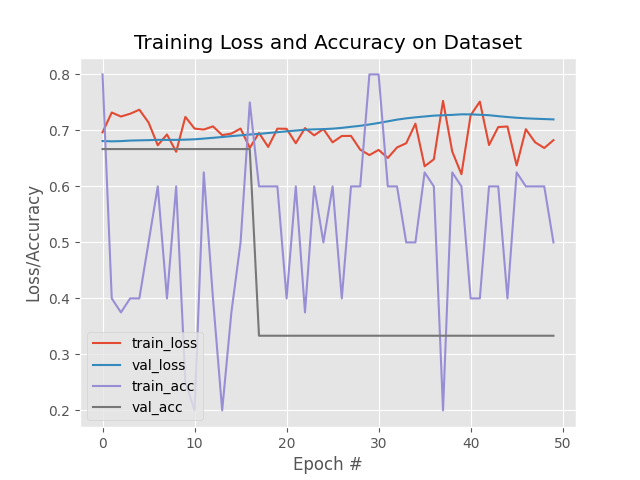 Training Loss and Accuracy on Dataset
Loss/Accuracy
0.8
0.7
0.6
0.5
0.4
0.3
0.2
train_loss
val_loss
train_acc
val_acc
0 10 20 30 40 50
Epoch #